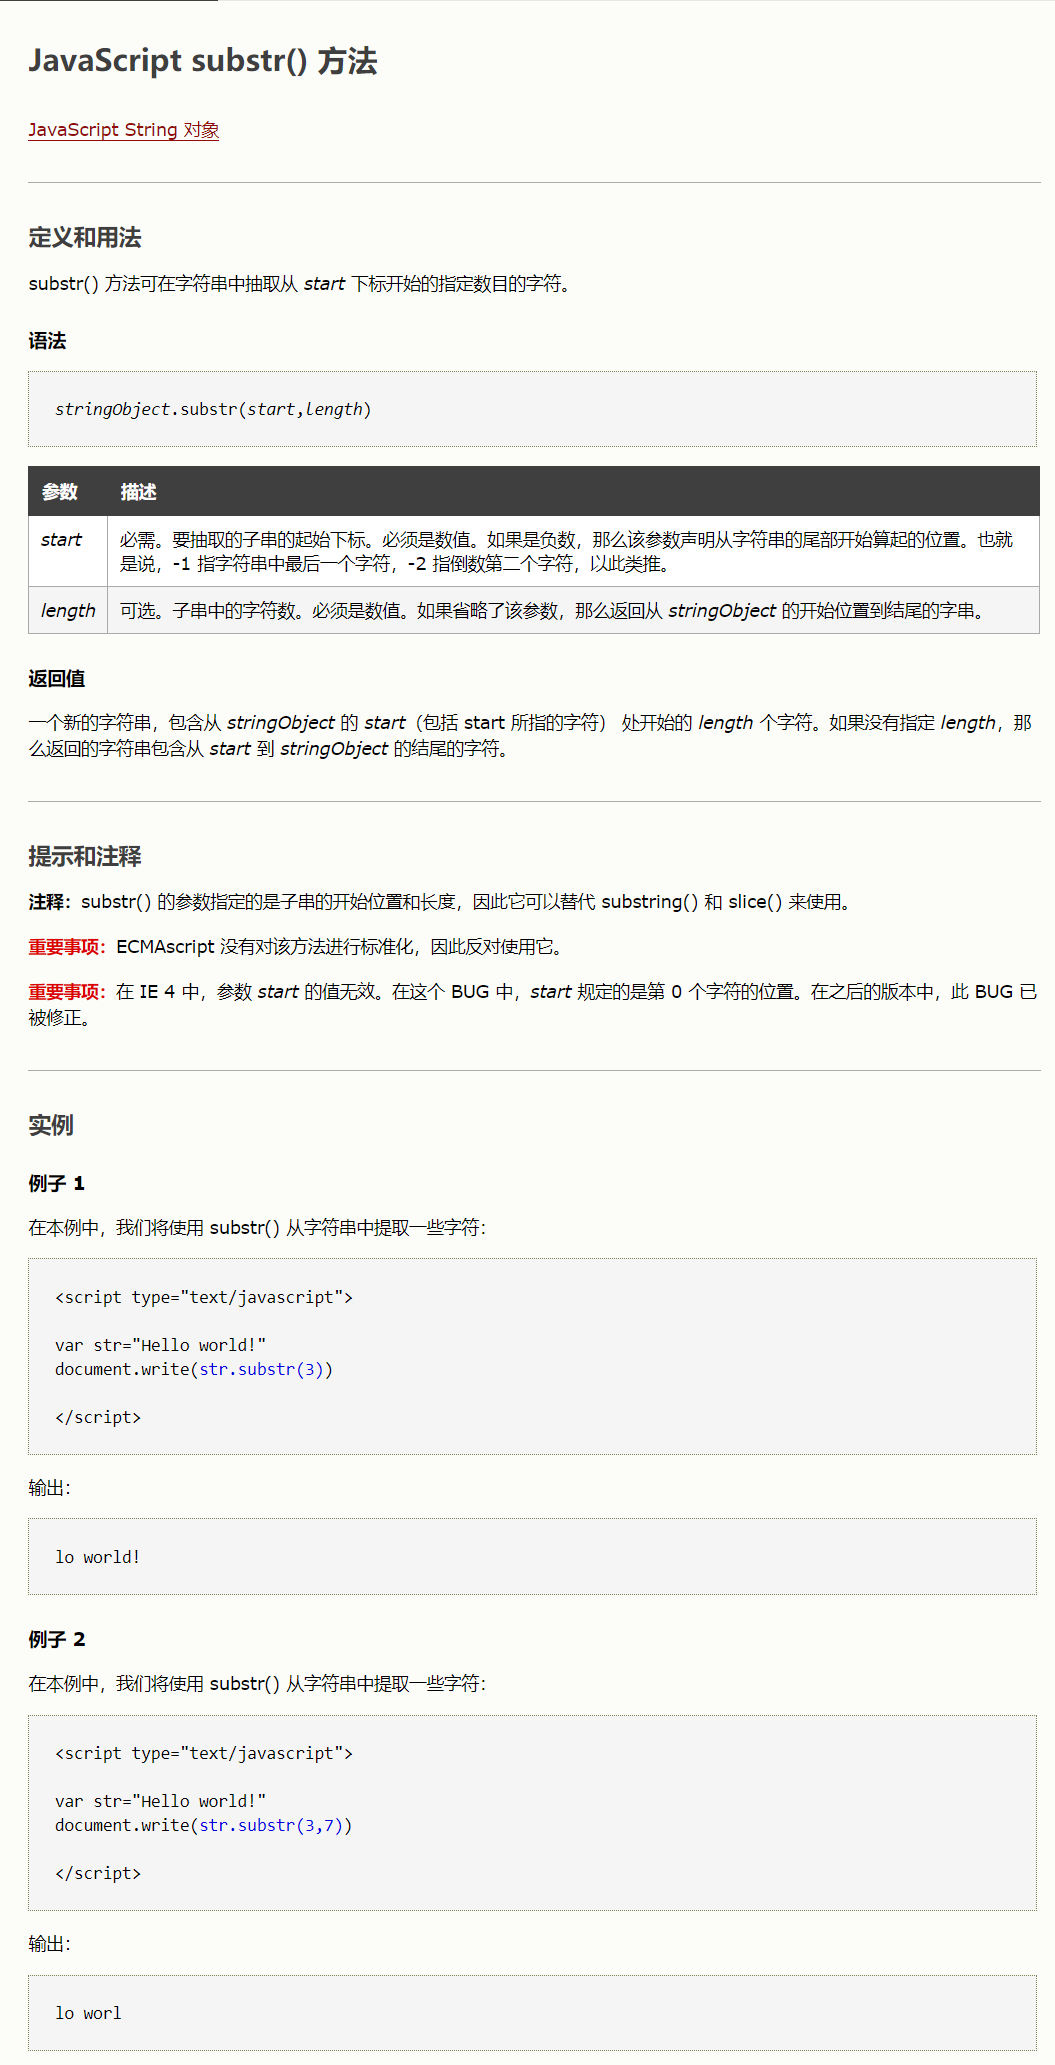 JavaScript substr() 方法
JavaScript String 对象
定义和用法
substr() 方法可在字符串中抽取从 start 下标开始的指定数目的字符。
语法
stringObject.substr(start,length)
参数 描述
start 必需。要抽取的子串的起始下标。必须是数值。如果是负数，那么该参数声明从字符串的尾部开始算起的位置。也就
是说，-1 指字符串中最后一个字符，-2 指倒数第二个字符，以此类推。
length 可选。子串中的字符数。必须是数值。如果省略了该参数，那么返回从 stringObject 的开始位置到结尾的字串。
返回值
一个新的字符串，包含从 stringObject 的 start（包括 start 所指的字符） 处开始的 length 个字符。如果没有指定 length，那
么返回的字符串包含从 start 到 stringObject 的结尾的字符。
提示和注释
注释：substr() 的参数指定的是子串的开始位置和长度，因此它可以替代 substring() 和 slice() 来使用。
重要事项：ECMAscript 没有对该方法进行标准化，因此反对使用它。
重要事项：在 IE 4 中，参数 start 的值无效。在这个 BUG 中，start 规定的是第 0 个字符的位置。在之后的版本中，此 BUG 已
被修正。
实例
例子 1
在本例中，我们将使用 substr() 从字符串中提取一些字符：
<script type="text/javascript">
var str="Hello world!"
document.write(str.substr(3))
</script>
输出：
lo world!
例子 2
在本例中，我们将使用 substr() 从字符串中提取一些字符：
<script type="text/javascript">
var str="Hello world!"
document.write(str.substr(3,7))
</script>
输出：
lo worl